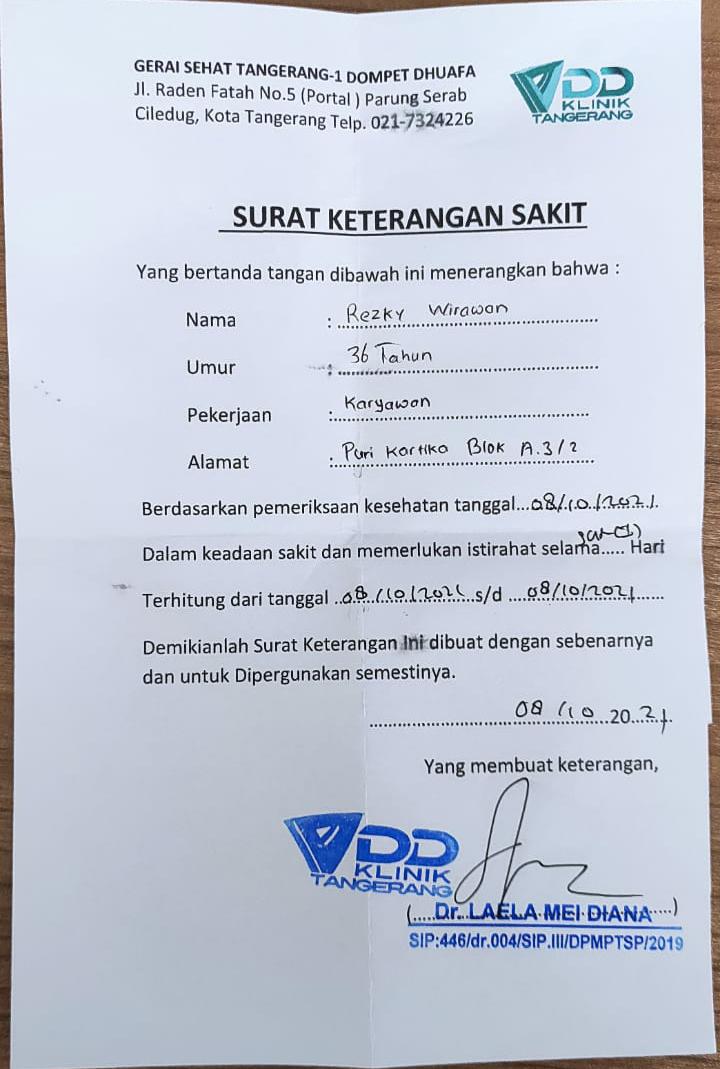 GERAI SEHAT TANGERANG-1 DOMPET DHUAFA
Jl. Raden Fatah No.5 (Portal ) Parung Serab
Ciledug, Kota Tangerang Telp. 021-7324226
DD
KLINIK
TANGERANG
SURAT KETERANGAN SAKIT
Yang bertanda tangan dibawah ini menerangkan bahwa :
Nama : Rezky Wirawan
Umur : 36 Tahun
Pekerjaan : Karyawan
Alamat : Puri Kartika Blok A.3/2
Berdasarkan pemeriksaan kesehatan tanggal...08/10/2021.
Dalam keadaan sakit dan memerlukan istirahat selama..... (1) Hari
Terhitung dari tanggal ..08/10/2021 s/d ....08/10/2021......
Demikianlah Surat Keterangan Ini dibuat dengan sebenarnya
dan untuk Dipergunakan semestinya.
08/10 2021
Yang membuat keterangan,
DD
KLINIK
TANGERANG
(.....Dr. LAELA MEI DIANA....)
SIP:446/dr.004/SIP.III/DPMPTSP/2019